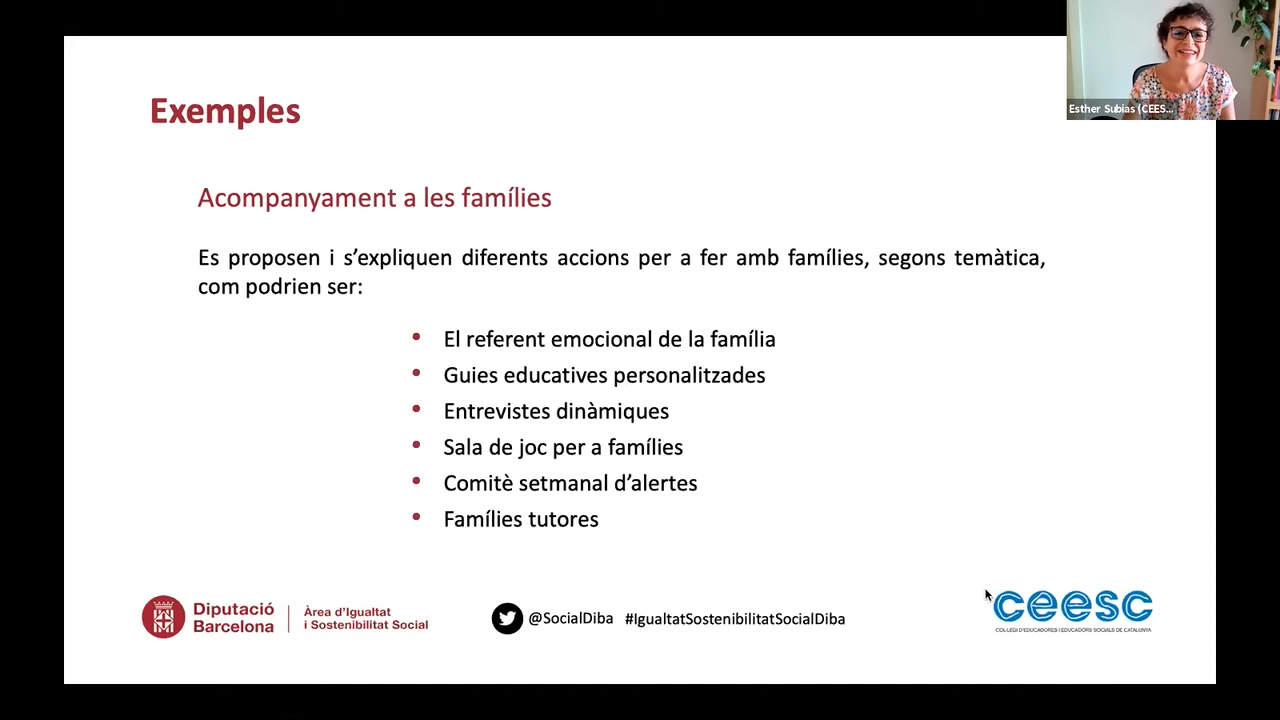 Exemples
Esther Subias (CEES...
Acompanyament a les famílies
Es proposen i s’expliquen diferents accions per a fer amb famílies, segons temàtica,
com podrien ser:
• El referent emocional de la família
• Guies educatives personalitzades
• Entrevistes dinàmiques
• Sala de joc per a famílies
• Comitè setmanal d’alertes
• Famílies tutores
Diputació
Barcelona
Àrea d’Igualtat
i Sostenibilitat Social
@SocialDiba #IgualtatSostenibilitatSocialDiba
ceesc
COL·LEGI D'EDUCADORES I EDUCADORS SOCIALS DE CATALUNYA